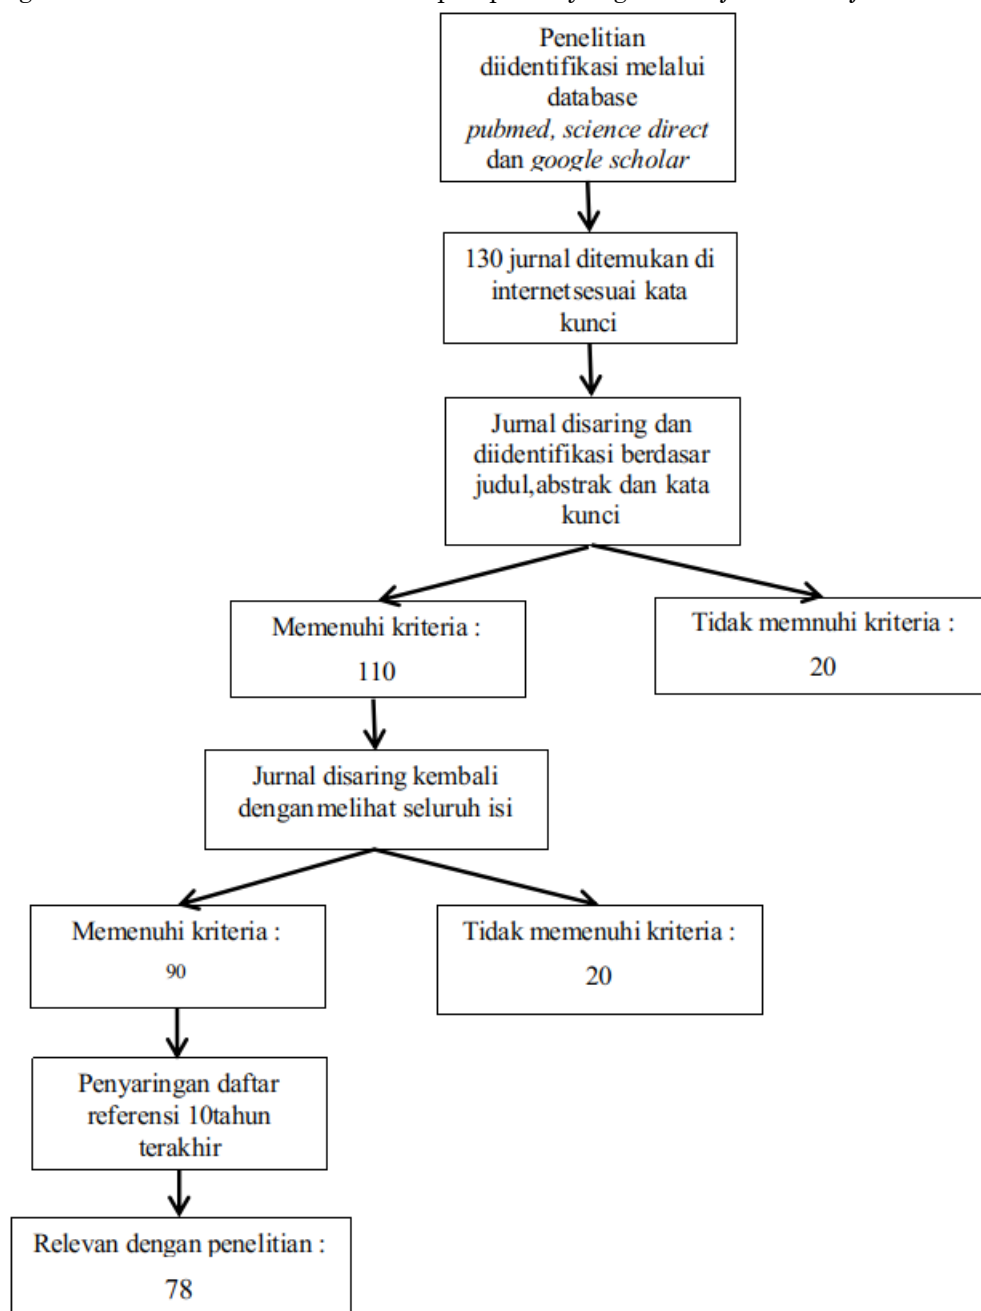 Penelitian
diidentifikasi melalui
database
pubmed, science direct
dan google scholar
130 jurnal ditemukan di
internetsesuai kata
kunci
Jurnal disaring dan
diidentifikasi berdasar
judul,abstrak dan kata
kunci
Memenuhi kriteria :
110
Tidak memnuhi kriteria :
20
Jurnal disaring kembali
denganmelihat seluruh isi
Memenuhi kriteria :
90
Tidak memenuhi kriteria :
20
Penyaringan daftar
referensi 10tahun
terakhir
Relevan dengan penelitian :
78